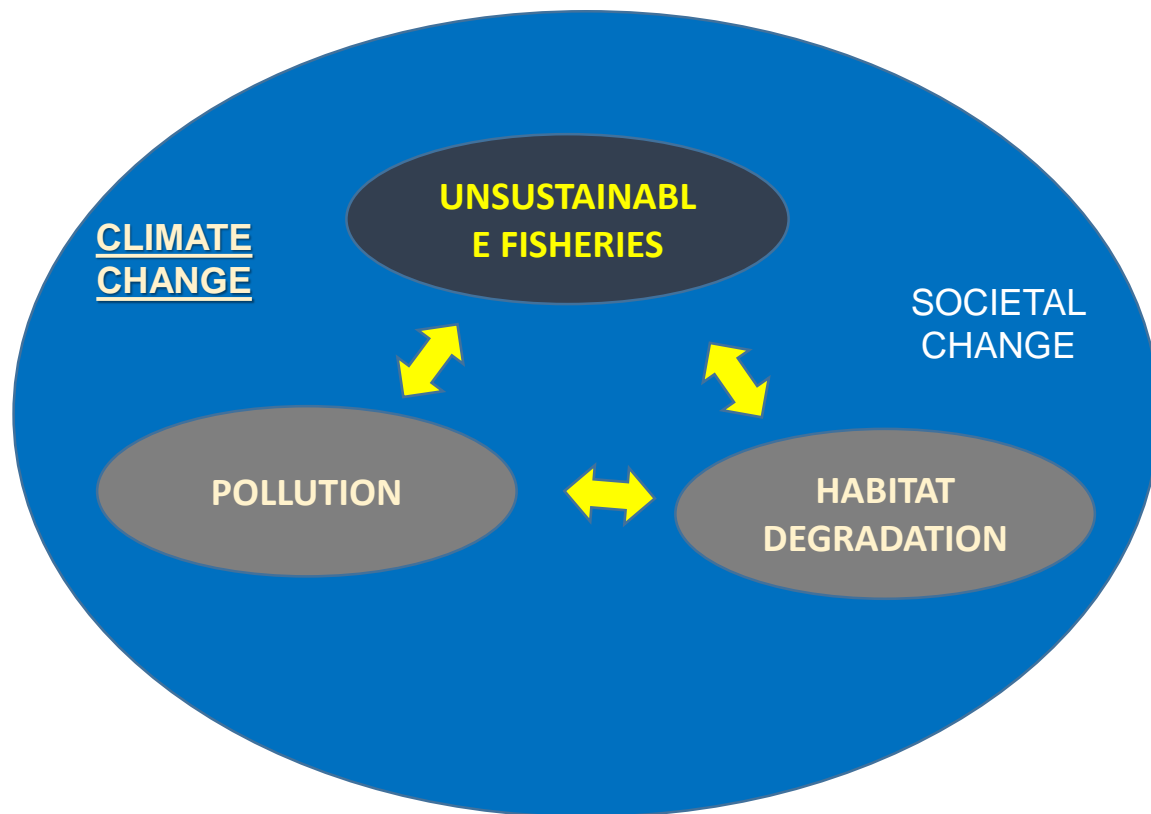 UNSUSTAINABL
E FISHERIES
CLIMATE
CHANGE
SOCIETAL
CHANGE
POLLUTION
HABITAT
DEGRADATION